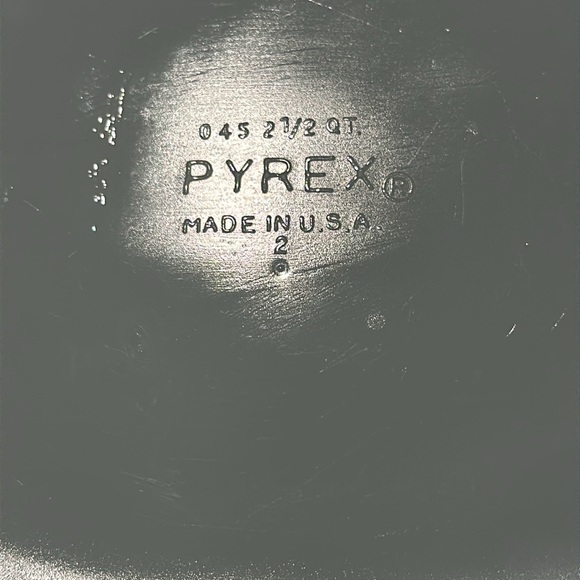 045 2 1/2 QT.
PYREX®
MADE IN U.S.A.
2